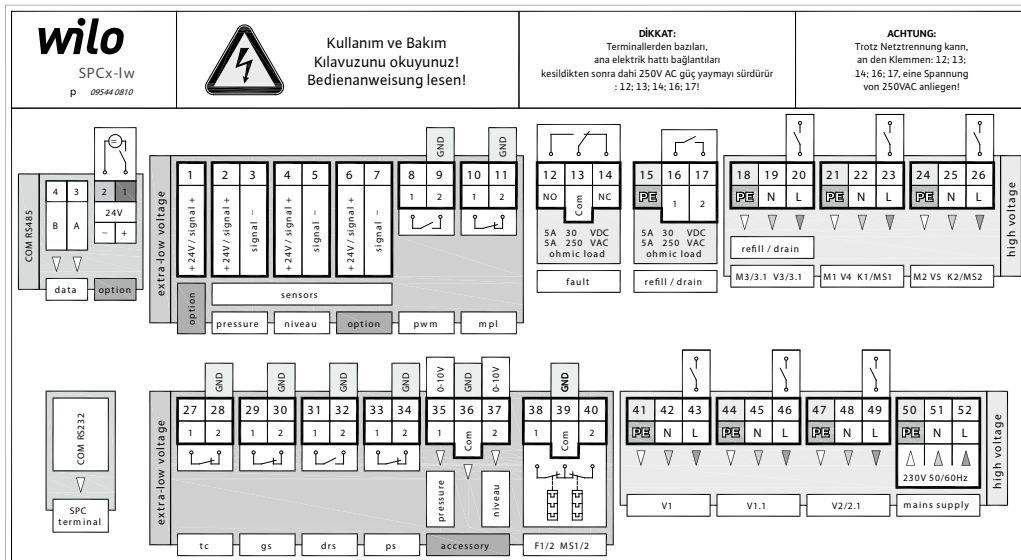 wilo
SPCx-lw
p 09544 0810
Kullanım ve Bakım
Kılavuzunu okuyunuz!
Bedienanweisung lesen!
DİKKAT:
Terminallerden bazıları,
ana elektrik hattı bağlantıları
kesildikten sonra dahi 250V AC güç yaymayı sürdürür
: 12; 13; 14; 16; 17!
ACHTUNG:
Trotz Netztrennung kann,
an den Klemmen: 12; 13;
14; 16; 17, eine Spannung
von 250VAC anliegen!
COM RS485
4 3 2 1
B A 24V
− +
data option
extra-low voltage
GND GND
1 2 3 4 5 6 7 8 9 10 11
+ 24V / signal +
+ 24V / signal +
signal −
+ 24V / signal +
signal −
+ 24V / signal +
signal −
1 2 1 2
option
sensors
pressure niveau option pwm mpl
12 13 14
NO Com NC
5A 30 VDC
5A 250 VAC
ohmic load
fault
15 16 17
PE 1 2
5A 30 VDC
5A 250 VAC
ohmic load
refill / drain
18 19 20 21 22 23 24 25 26
PE N L PE N L PE N L
refill / drain
M3/3.1 V3/3.1 M1 V4 K1/MS1 M2 V5 K2/MS2
high voltage
COM RS232
SPC
terminal
extra-low voltage
GND GND GND GND 0-10V GND 0-10V GND
27 28 29 30 31 32 33 34 35 36 37 38 39 40
1 2 1 2 1 2 1 2 1 Com 2 1 Com 2
pressure niveau
tc gs drs ps accessory F1/2 MS1/2
41 42 43 44 45 46 47 48 49 50 51 52
PE N L PE N L PE N L PE N L
230V 50/60Hz
V1 V1.1 V2/2.1 mains supply
high voltage